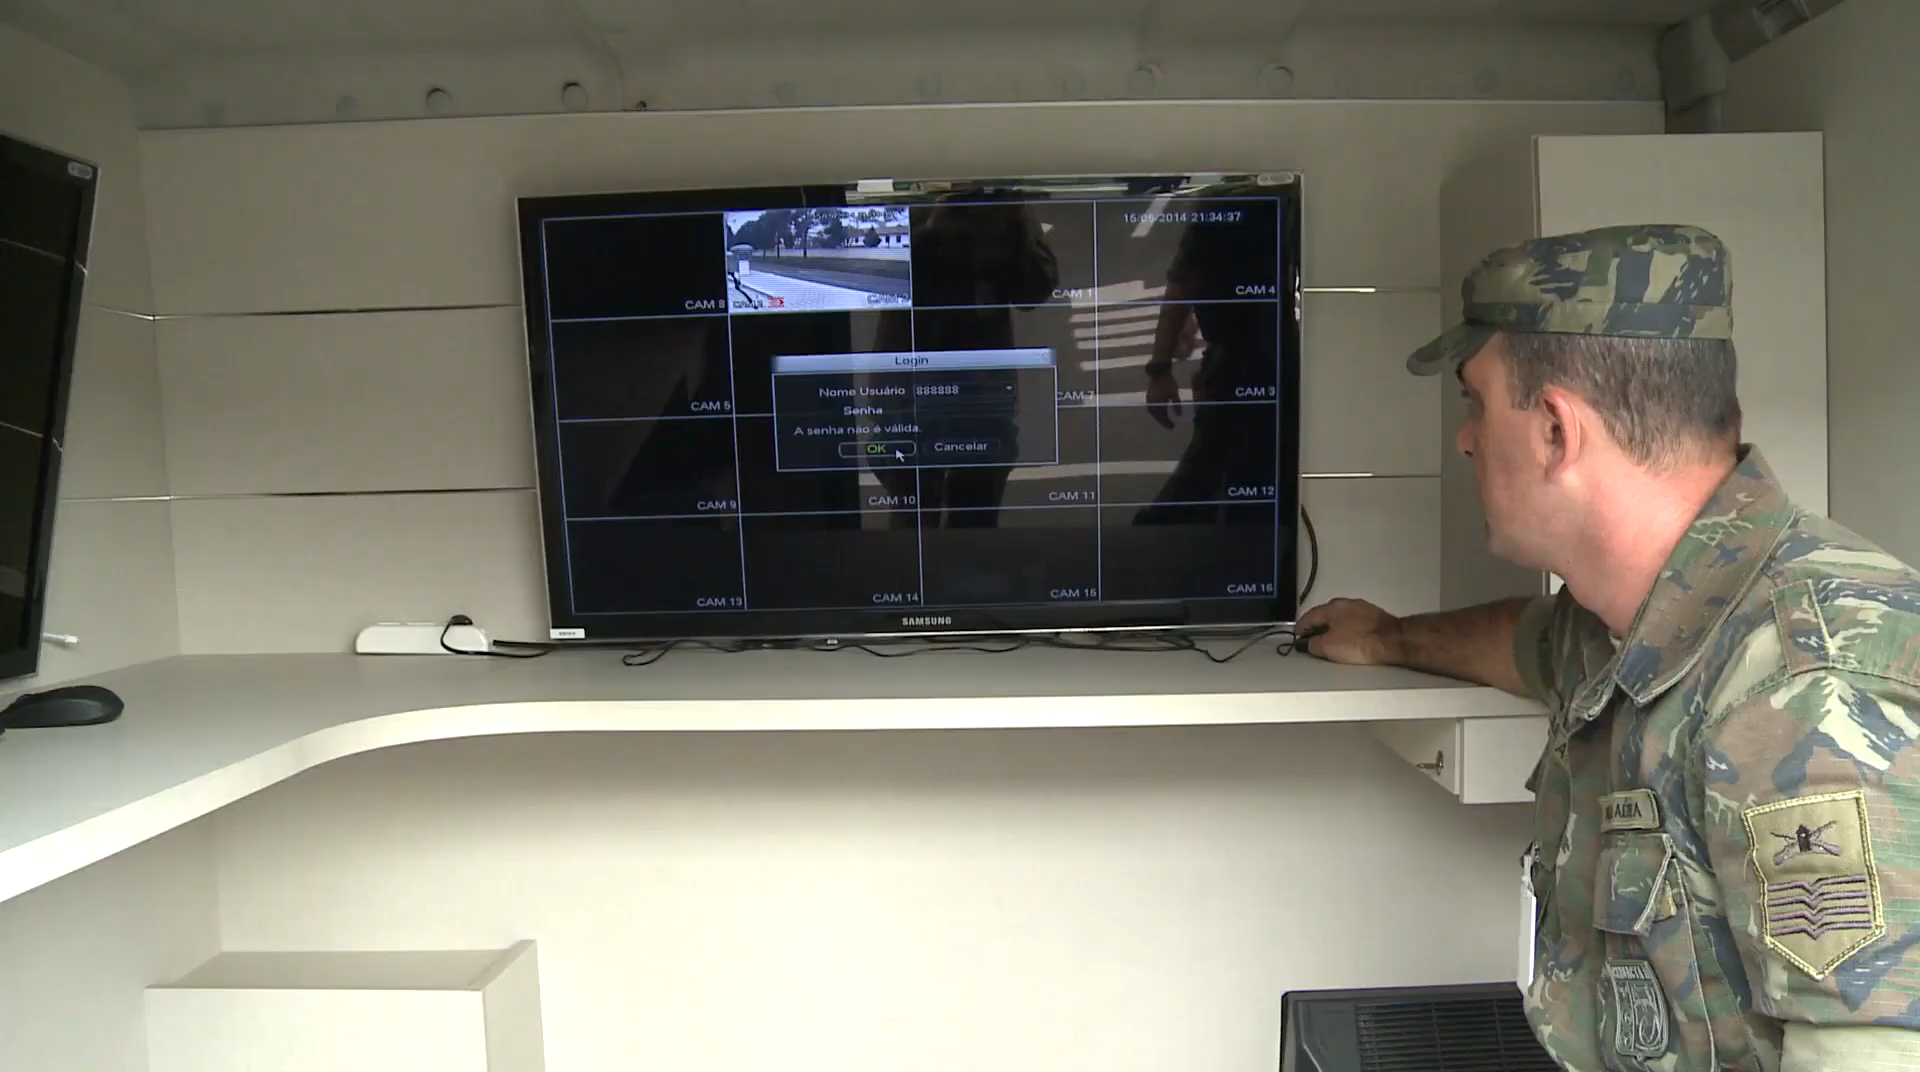 15/06/2014 21:34:37
CAM 8
CAM 1
CAM 4
Login
Nome Usuário 888888
Senha
A senha não é válida.
OK Cancelar
CAM 5
CAM 7
CAM 3
CAM 9
CAM 10
CAM 11
CAM 12
CAM 13
CAM 14
CAM 15
CAM 16
SAMSUNG